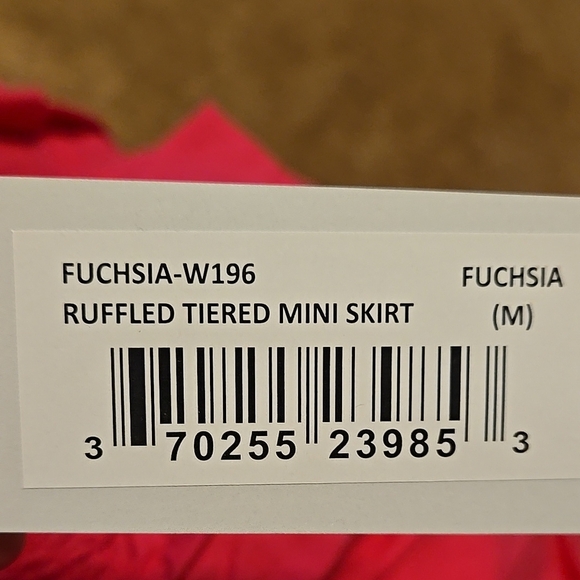 FUCHSIA-W196
RUFFLED TIERED MINI SKIRT
FUCHSIA
(M)
3 70255 23985 3